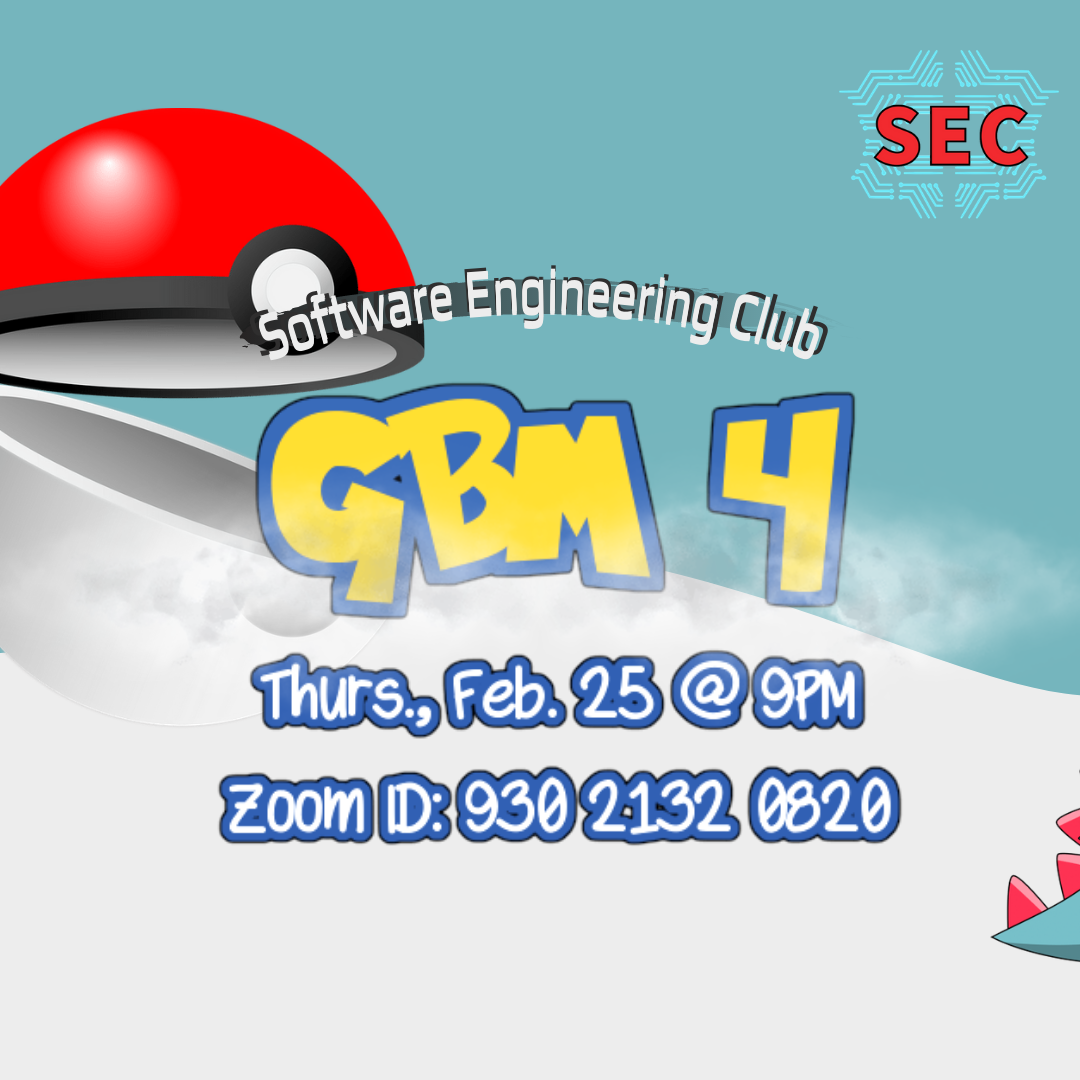 SEC
Software Engineering Club
GBM 4
Thurs., Feb. 25 @ 9PM
Zoom ID: 930 2132 0820